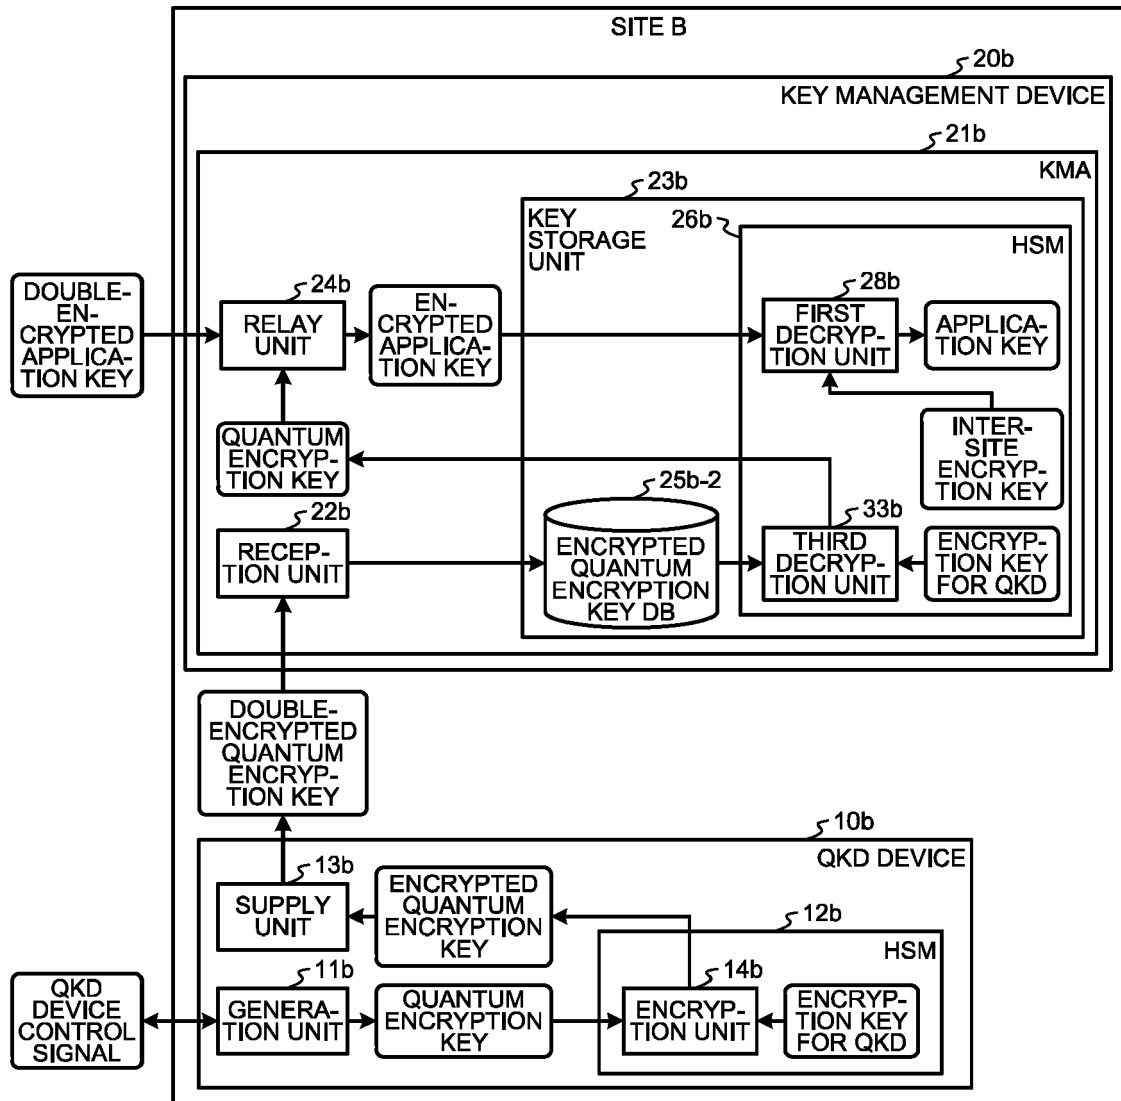 SITE B
20b
KEY MANAGEMENT DEVICE
21b
KMA
23b
KEY
STORAGE
UNIT
26b
HSM
DOUBLE-
EN-
CRYPTED
APPLICA-
TION KEY
24b
RELAY
UNIT
EN-
CRYPTED
APPLICA-
TION KEY
28b
FIRST
DECRYP-
TION UNIT
APPLICA-
TION KEY
QUANTUM
ENCRYP-
TION KEY
INTER-
SITE
ENCRYP-
TION KEY
22b
RECEP-
TION UNIT
25b-2
ENCRYPTED
QUANTUM
ENCRYPTION
KEY DB
33b
THIRD
DECRYP-
TION UNIT
ENCRYP-
TION KEY
FOR QKD
DOUBLE-
ENCRYPTED
QUANTUM
ENCRYP-
TION KEY
10b
QKD DEVICE
13b
SUPPLY
UNIT
ENCRYPTED
QUANTUM
ENCRYPTION
KEY
12b
HSM
QKD
DEVICE
CONTROL
SIGNAL
11b
GENERA-
TION UNIT
QUANTUM
ENCRYPTION
KEY
14b
ENCRYP-
TION UNIT
ENCRYP-
TION KEY
FOR QKD